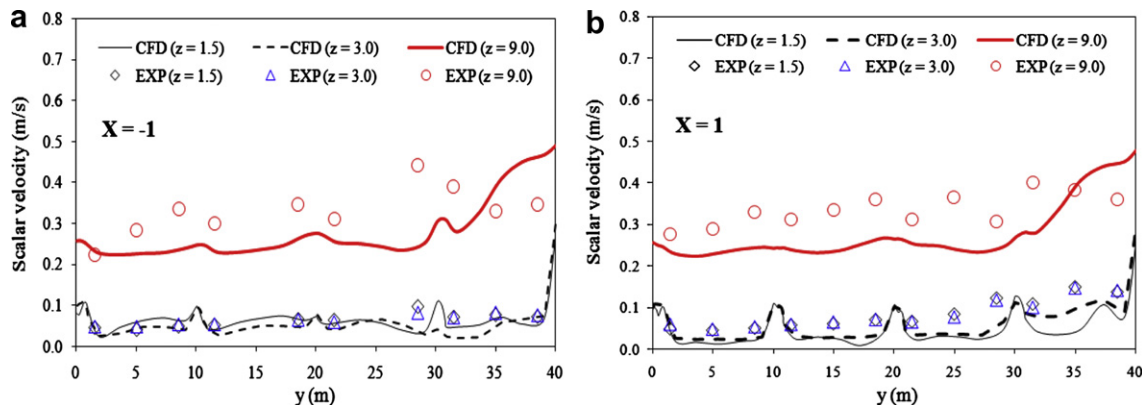 a
0.8
0.7
0.6
0.5
0.4
0.3
0.2
0.1
0.0
Scalar velocity (m/s)
CFD (z = 1.5) CFD (z = 3.0) CFD (z = 9.0)
EXP (z = 1.5) EXP (z = 3.0) EXP (z = 9.0)
X = -1
0 5 10 15 20 25 30 35 40
y (m)
b
0.8
0.7
0.6
0.5
0.4
0.3
0.2
0.1
0.0
Scalar velocity (m/s)
CFD (z = 1.5) CFD (z = 3.0) CFD (z = 9.0)
EXP (z = 1.5) EXP (z = 3.0) EXP (z = 9.0)
X = 1
0 5 10 15 20 25 30 35 40
y (m)